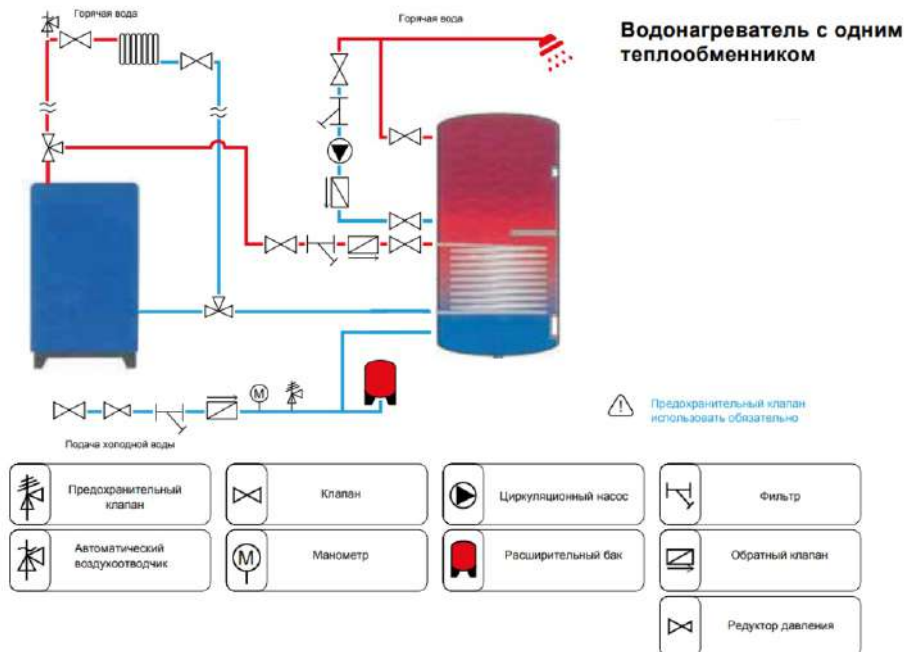 Горячая вода
Горячая вода
Водонагреватель с одним
теплообменником
M
Предохранительный клапан
использовать обязательно
Подача холодной воды
Предохранительный
клапан
Клапан
Циркуляционный насос
Фильтр
Автоматический
воздухоотводчик
M
Манометр
Расширительный бак
Обратный клапан
Редуктор давления